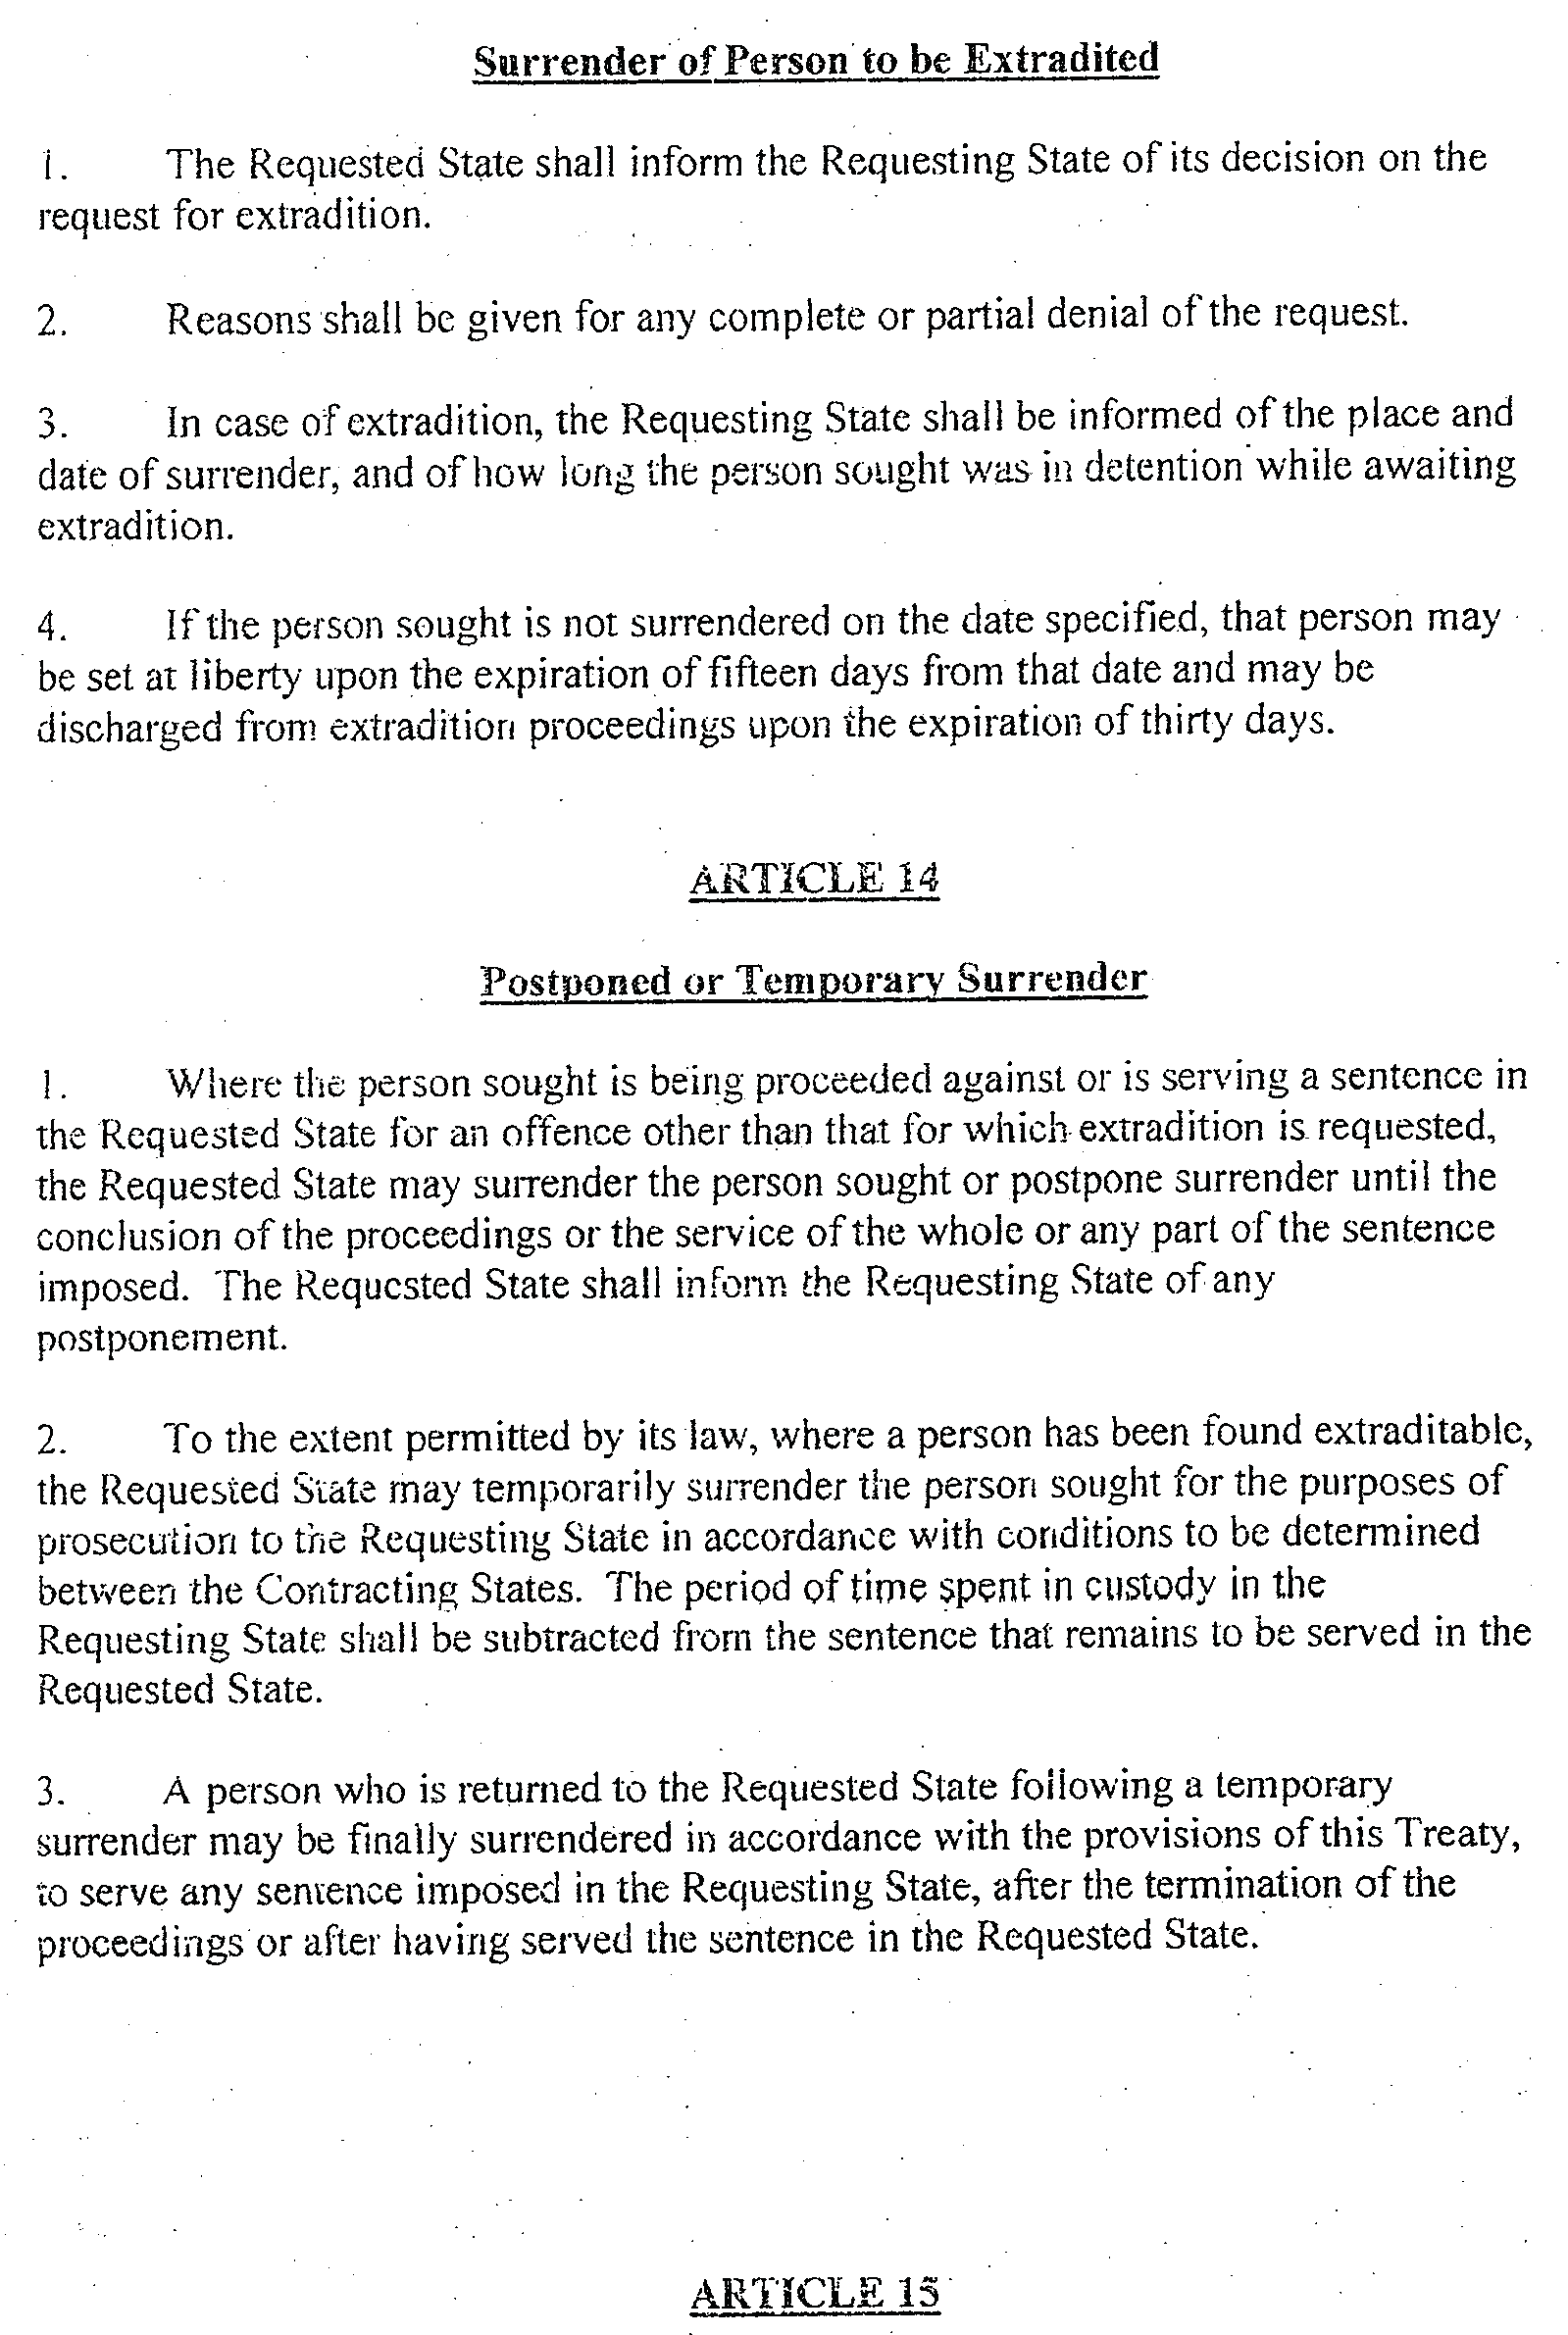 Surrender of Person to be Extradited
1. The Requested State shall inform the Requesting State of its decision on the
request for extradition.
2. Reasons shall be given for any complete or partial denial of the request.
3. In case of extradition, the Requesting State shall be informed of the place and
date of surrender, and of how long the person sought was in detention while awaiting
extradition.
4. If the person sought is not surrendered on the date specified, that person may
be set at liberty upon the expiration of fifteen days from that date and may be
discharged from extradition proceedings upon the expiration of thirty days.
ARTICLE 14
Postponed or Temporary Surrender
1. Where the person sought is being proceeded against or is serving a sentence in
the Requested State for an offence other than that for which extradition is requested,
the Requested State may surrender the person sought or postpone surrender until the
conclusion of the proceedings or the service of the whole or any part of the sentence
imposed. The Requested State shall inform the Requesting State of any
postponement.
2. To the extent permitted by its law, where a person has been found extraditable,
the Requested State may temporarily surrender the person sought for the purposes of
prosecution to the Requesting State in accordance with conditions to be determined
between the Contracting States. The period of time spent in custody in the
Requesting State shall be subtracted from the sentence that remains to be served in the
Requested State.
3. A person who is returned to the Requested State following a temporary
surrender may be finally surrendered in accordance with the provisions of this Treaty,
to serve any sentence imposed in the Requesting State, after the termination of the
proceedings or after having served the sentence in the Requested State.
ARTICLE 15